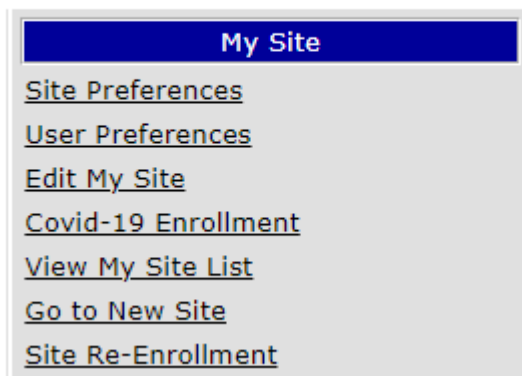 My Site
Site Preferences
User Preferences
Edit My Site
Covid-19 Enrollment
View My Site List
Go to New Site
Site Re-Enrollment